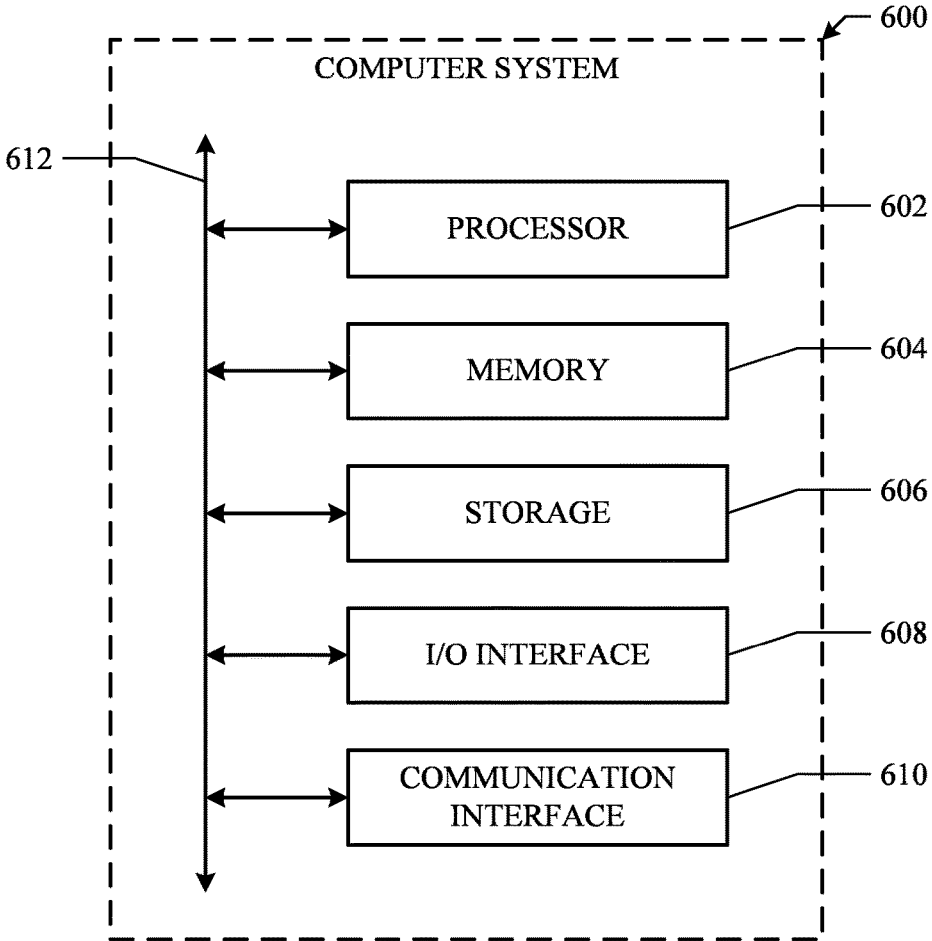 600
COMPUTER SYSTEM
612
PROCESSOR
602
MEMORY
604
STORAGE
606
I/O INTERFACE
608
COMMUNICATION
INTERFACE
610